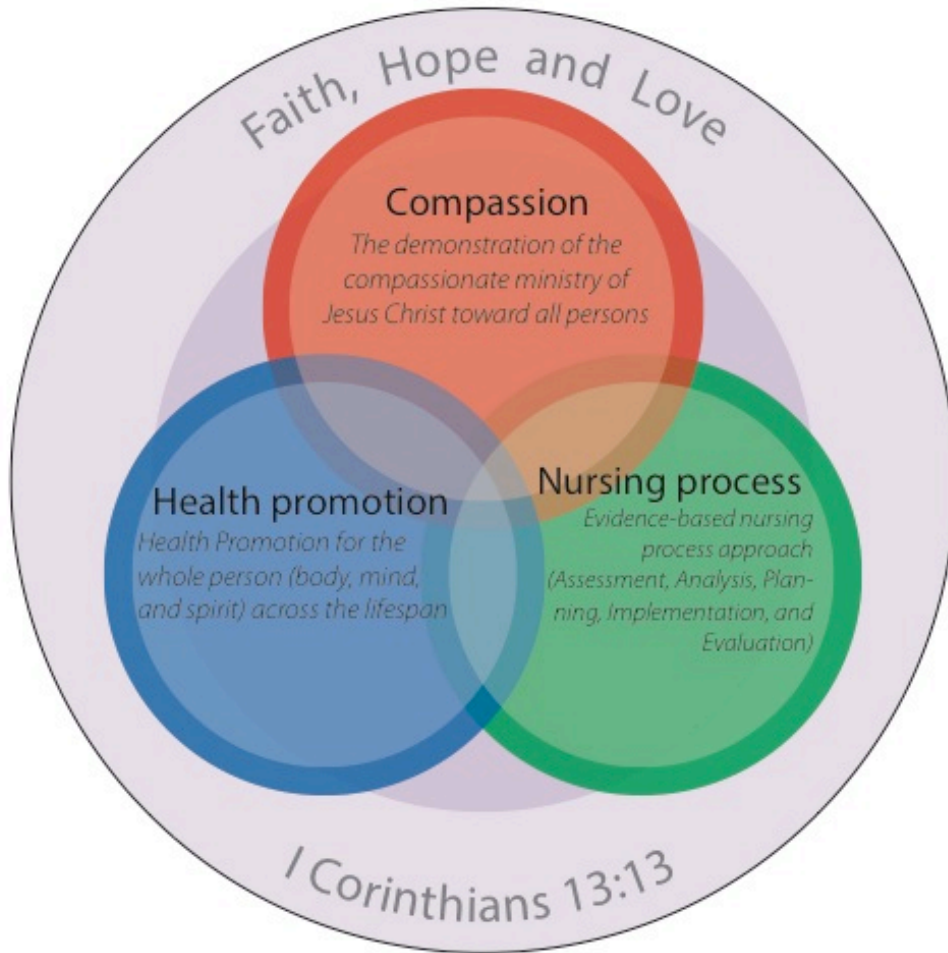 Faith, Hope and Love
Compassion
The demonstration of the
compassionate ministry of
Jesus Christ toward all persons
Health promotion
Health Promotion for the
whole person (body, mind,
and spirit) across the lifespan
Nursing process
Evidence-based nursing
process approach
(Assessment, Analysis, Plan-
ning, Implementation, and
Evaluation)
I Corinthians 13:13